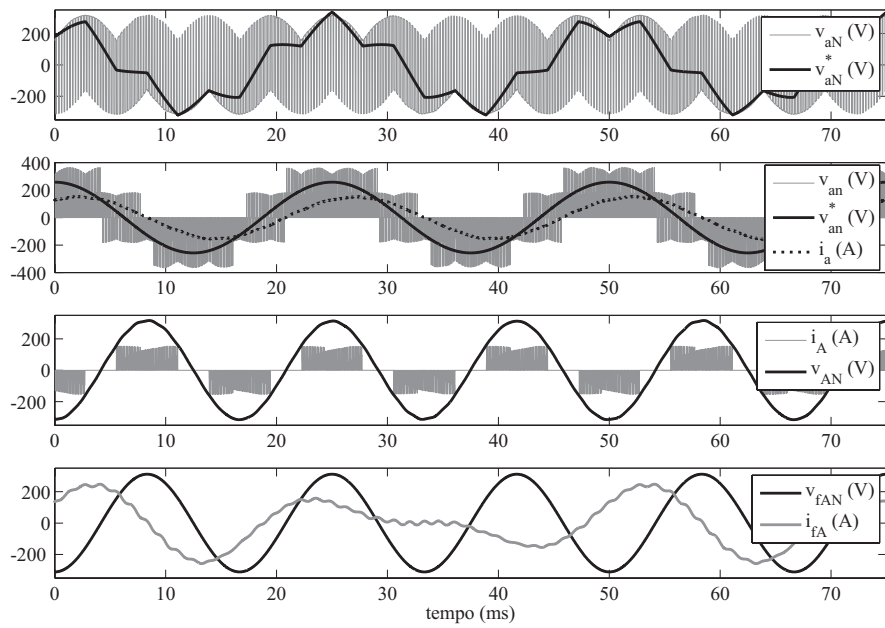 200
0
-200
v_aN (V)
v*_aN (V)
0 10 20 30 40 50 60 70
400
200
0
-200
-400
v_an (V)
v*_an (V)
i_a (A)
0 10 20 30 40 50 60 70
200
0
-200
i_A (A)
v_AN (V)
0 10 20 30 40 50 60 70
200
0
-200
v_fAN (V)
i_fA (A)
0 10 20 30 40 50 60 70
tempo (ms)